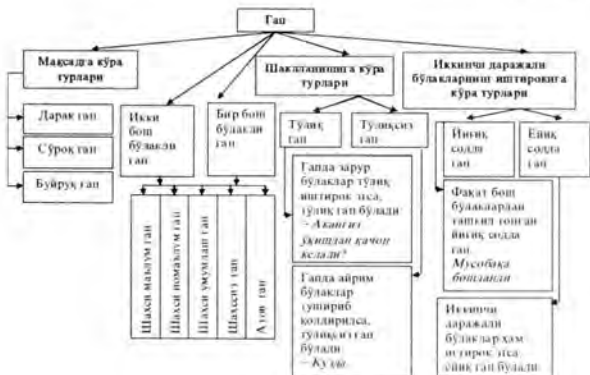 Гап
Мақсадга кўра
турлари
Шаклланишига кўра
турлари
Иккинчи даражали
бўлакларнинг иштирокига
кўра турлари
Дарак гап
Сўроқ гап
Буйруқ гап
Икки
бош
бўлакли
гап
Бир бош
бўлакли
гап
Тўлиқ
гап
Тўлиқсиз
гап
Йиғиқ
содда
гап
Ёйиқ
содда
гап
Шахси маълум гап
Шахси номаълум гап
Шахси умумлаш гап
Шахссиз гап
Атов гап
Гапда зарур
бўлаклар тўлиқ
иштирок этса,
тўлиқ гап бўлади
– Акангиз
ўқишдан қачон
келади?
Гапда айрим
бўлаклар
тушириб
қолдирилса,
тўлиқсиз гап
бўлади
– Кузда
Фақат бош
бўлаклардан
ташкил топган
йиғиқ содда
гап
Мусобақа
бошланди
Иккинчи
даражали
бўлаклар ҳам
иштирок этса
ёйиқ гап бўлади